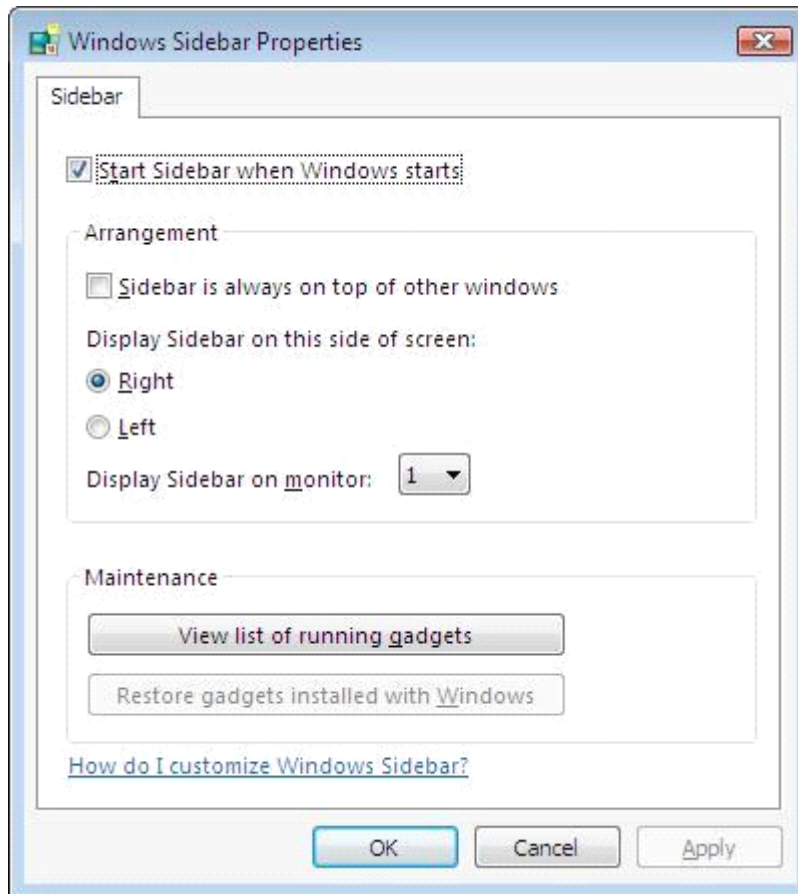 Windows Sidebar Properties
Sidebar
Start Sidebar when Windows starts
Arrangement
Sidebar is always on top of other windows
Display Sidebar on this side of screen:
Right
Left
Display Sidebar on monitor: 1
Maintenance
View list of running gadgets
Restore gadgets installed with Windows
How do I customize Windows Sidebar?
OK Cancel Apply